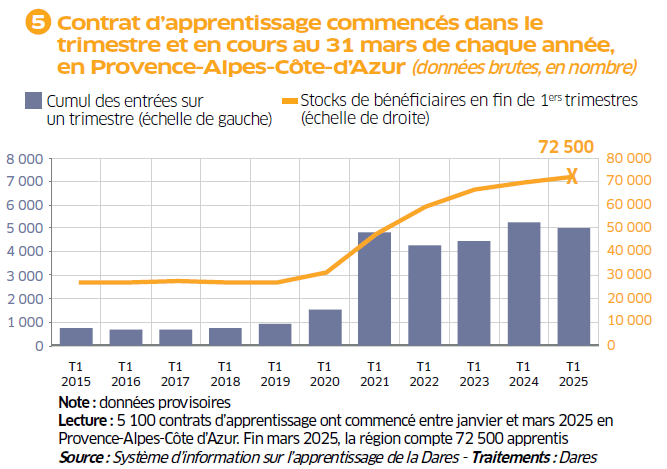 5 Contrat d'apprentissage commencés dans le
trimestre et en cours au 31 mars de chaque année,
en Provence-Alpes-Côte-d'Azur (données brutes, en nombre)
Cumul des entrées sur
un trimestre (échelle de gauche)
Stocks de bénéficiaires en fin de 1ers trimestres
(échelle de droite)
72 500
8 000 80 000
7 000 70 000
6 000 60 000
5 000 50 000
4 000 40 000
3 000 30 000
2 000 20 000
1 000 10 000
0 0
T1 T1 T1 T1 T1 T1 T1 T1 T1 T1 T1
2015 2016 2017 2018 2019 2020 2021 2022 2023 2024 2025
Note : données provisoires
Lecture : 5 100 contrats d'apprentissage ont commencé entre janvier et mars 2025 en
Provence-Alpes-Côte d'Azur. Fin mars 2025, la région compte 72 500 apprentis
Source : Système d'information sur l'apprentissage de la Dares - Traitements : Dares